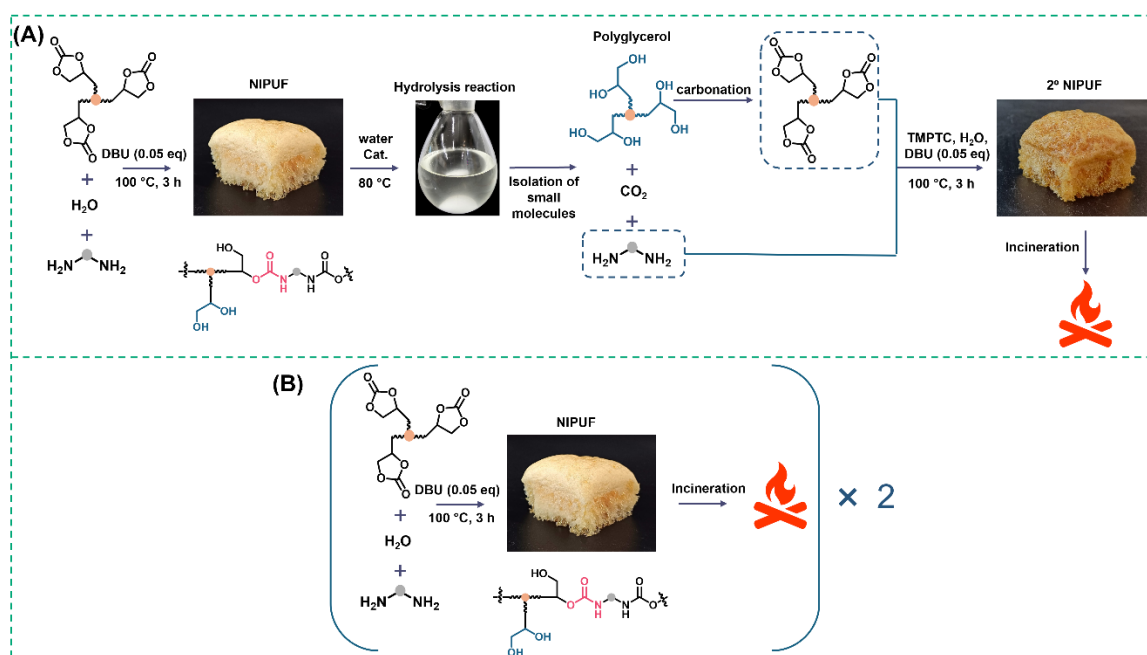 (A)
O
O
O
O
O
O
O
O
O
+
H₂O
+
H₂N
NH₂
DBU (0.05 eq)
100 °C, 3 h
NIPUF
HO
O
O
N
H
N
H
O
O
OH
OH
water
Cat.
80 °C
Hydrolysis reaction
Isolation of
small
molecules
Polyglycerol
OH
OH
OH
OH
HO
OH
+
CO₂
+
H₂N
NH₂
carbonation
O
O
O
O
O
O
O
O
O
TMPTC, H₂O,
DBU (0.05 eq)
100 °C, 3 h
2º NIPUF
Incineration
(B)
O
O
O
O
O
O
O
O
O
+
H₂O
+
H₂N
NH₂
DBU (0.05 eq)
100 °C, 3 h
NIPUF
HO
O
O
N
H
N
H
O
O
OH
OH
Incineration
× 2